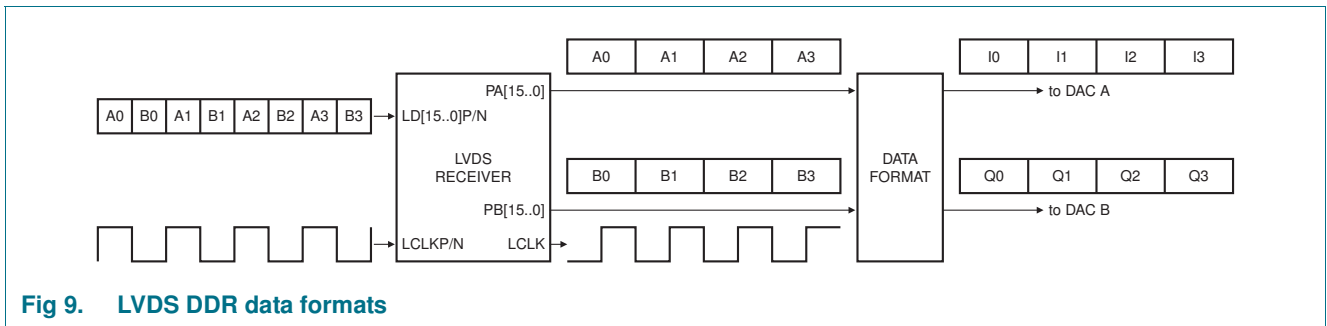 A0 A1 A2 A3
I0 I1 I2 I3
PA[15..0]
to DAC A
A0 B0 A1 B1 A2 B2 A3 B3
LD[15..0]P/N
LVDS
RECEIVER
DATA
FORMAT
B0 B1 B2 B3
Q0 Q1 Q2 Q3
PB[15..0]
to DAC B
LCLKP/N
LCLK
Fig 9. LVDS DDR data formats